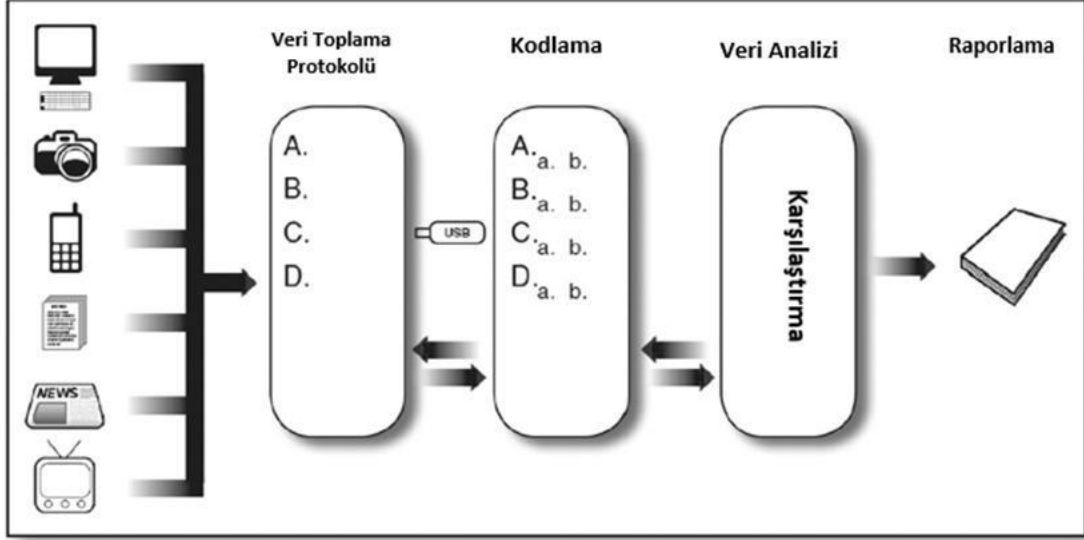 Veri Toplama
Protokolü
Kodlama
Veri Analizi
Raporlama
A.
B.
C.
D.
USB
A. a. b.
B. a. b.
C. a. b.
D. a. b.
Karşılaştırma
NEWS